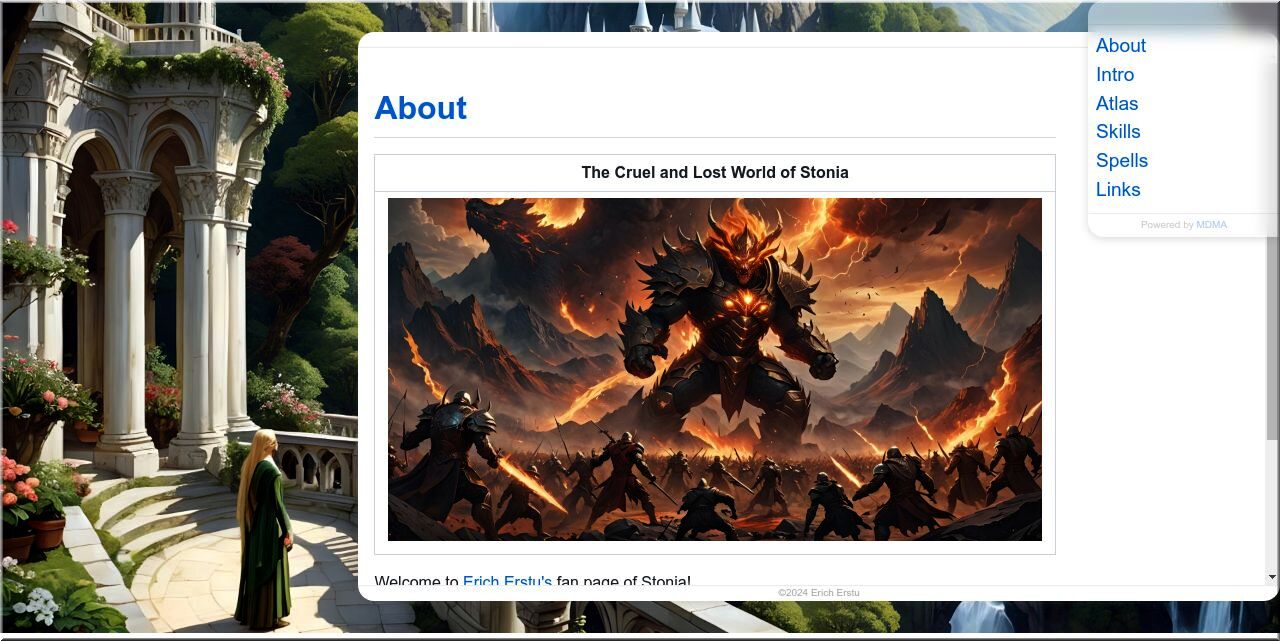 About
Intro
Atlas
Skills
Spells
Links
Powered by MDMA
About
The Cruel and Lost World of Stonia
Welcome to Erich Erstu's fan page of Stonia!
©2024 Erich Erstu